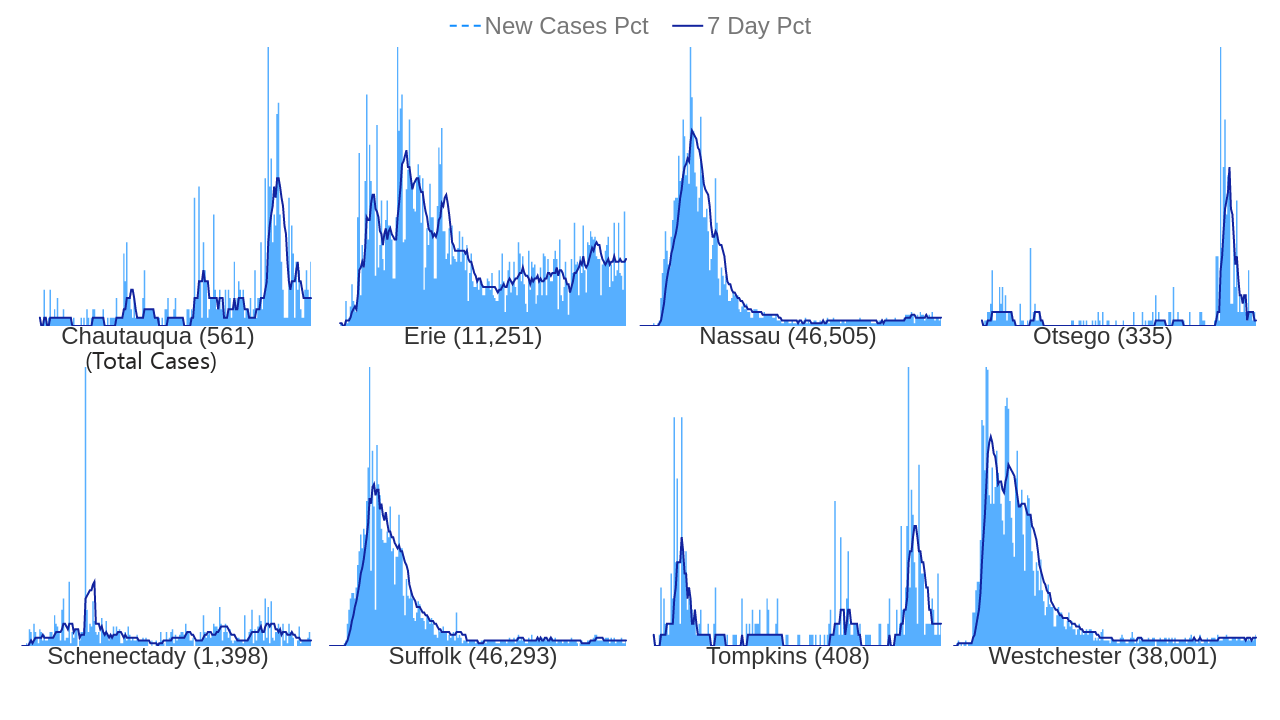 New Cases Pct 7 Day Pct
Chautauqua (561) Erie (11,251) Nassau (46,505) Otsego (335)
(Total Cases)
Schenectady (1,398) Suffolk (46,293) Tompkins (408) Westchester (38,001)